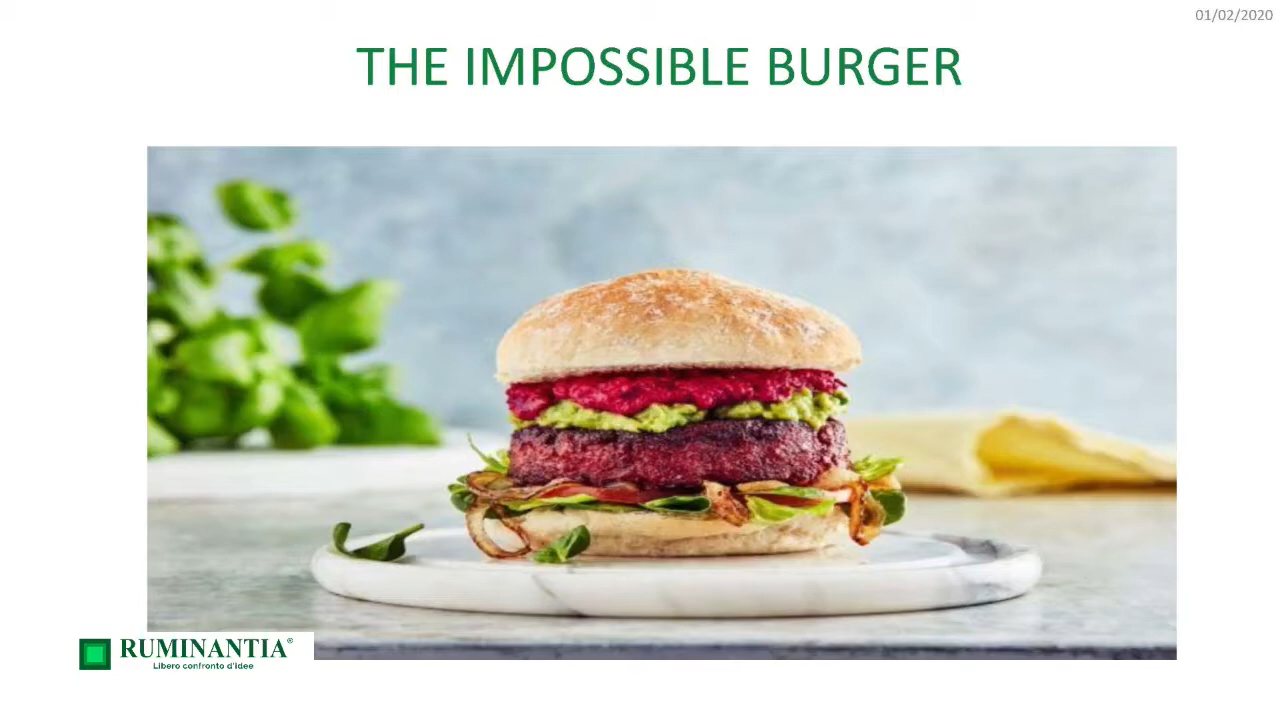 01/02/2020
THE IMPOSSIBLE BURGER
RUMINANTIA®
Libero confronto d'idee